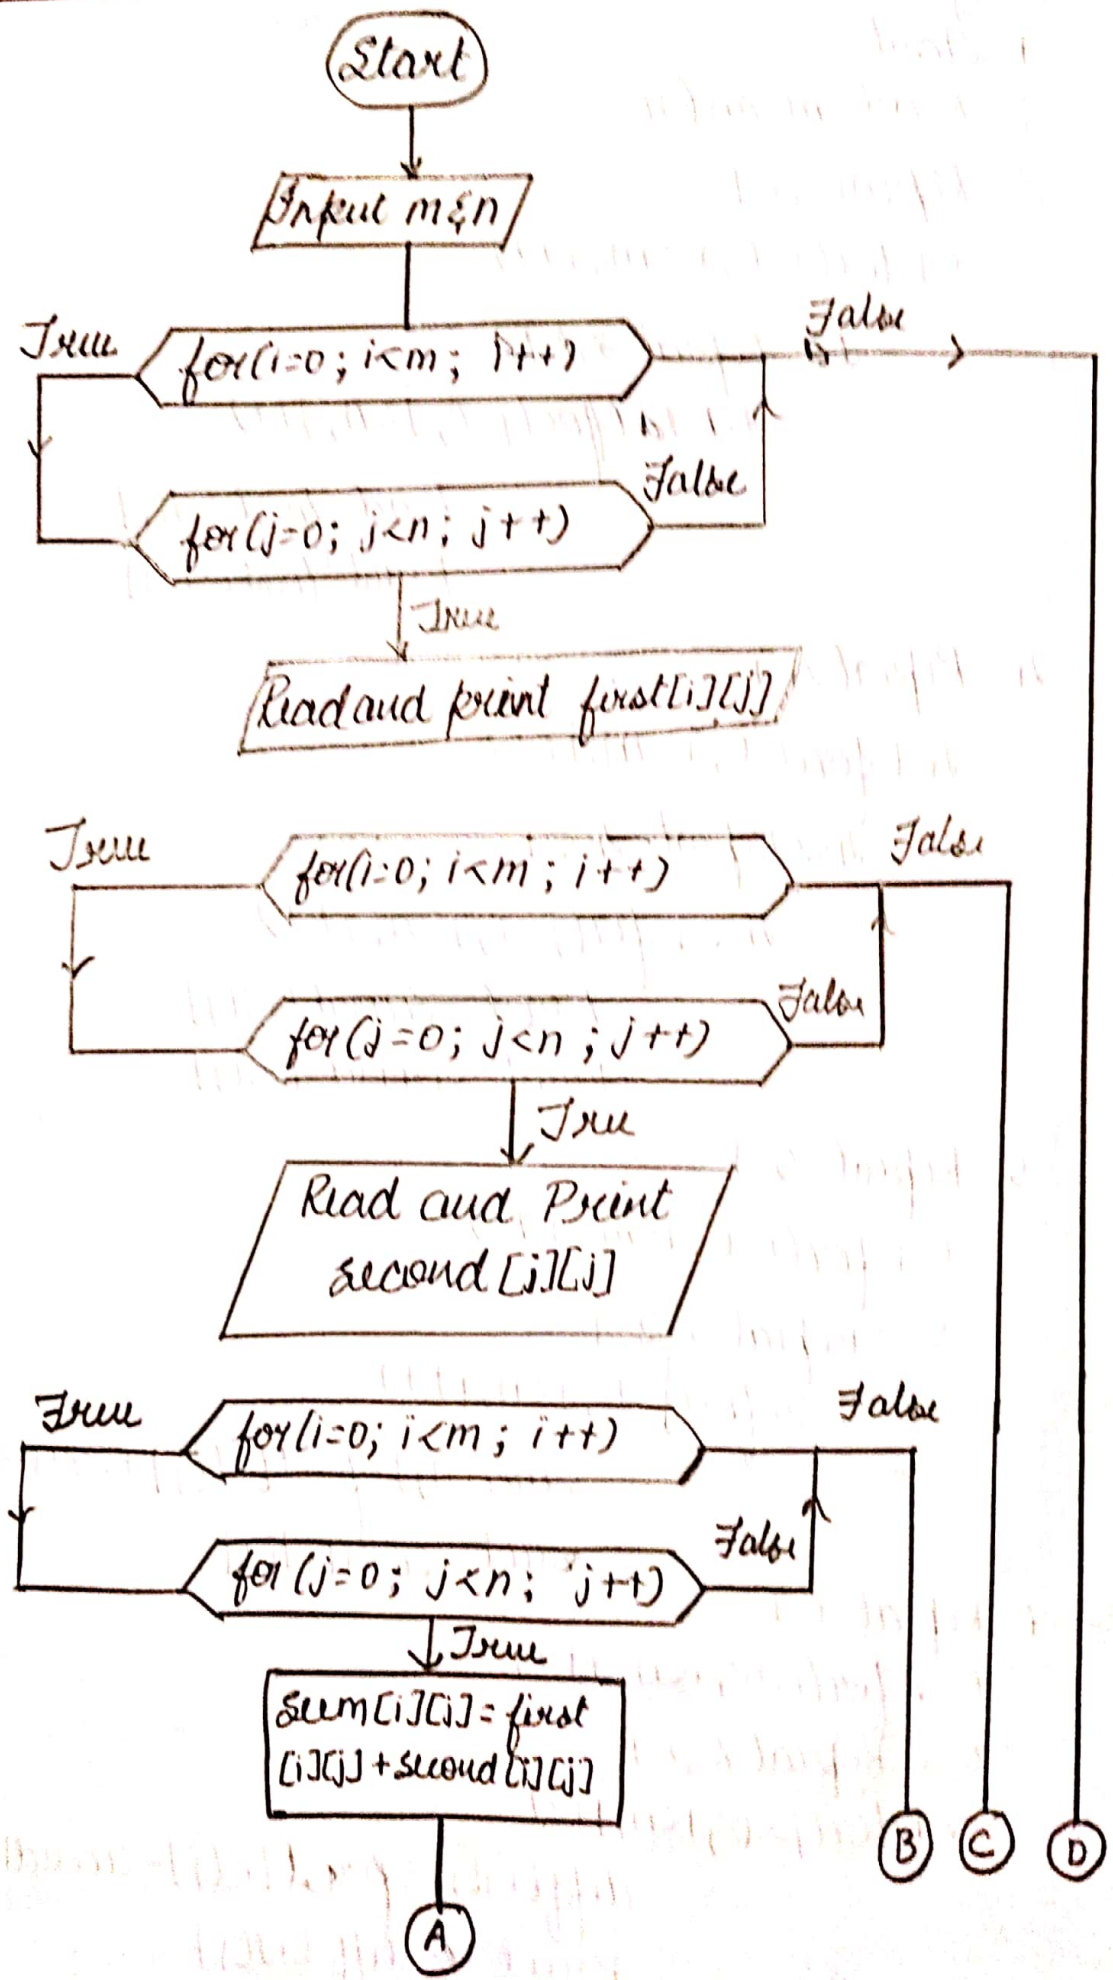 Start
Input m&n
True
for(i=0; i<m; i++)
False
for(j=0; j<n; j++)
False
True
Read and print first[i][j]
True
for(i=0; i<m; i++)
False
for(j=0; j<n; j++)
False
True
Read and Print
second[j][j]
True
for(i=0; i<m; i++)
False
for(j=0; j<n; j++)
False
True
Sum[i][j]=first
[i][j]+second[i][j]
B
C
D
A